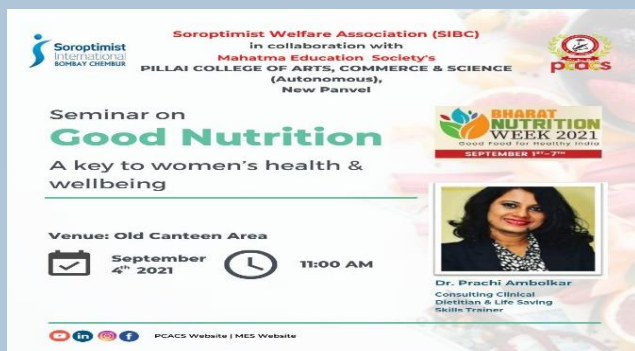 Soroptimist
International
BOMBAY CHEMBUR
Soroptimist Welfare Association (SIBC)
in collaboration with
Mahatma Education Society's
PILLAI COLLEGE OF ARTS, COMMERCE & SCIENCE
(Autonomous),
New Panvel
pcacs
Seminar on
Good Nutrition
A key to women's health &
wellbeing
BHARAT
NUTRITION
WEEK 2021
Good Food for Healthy India
SEPTEMBER 1ST-7TH
Venue: Old Canteen Area
September
4th 2021
11:00 AM
Dr. Prachi Ambolkar
Consulting Clinical
Dietitian & Life Saving
Skills Trainer
PCACS Website | MES Website